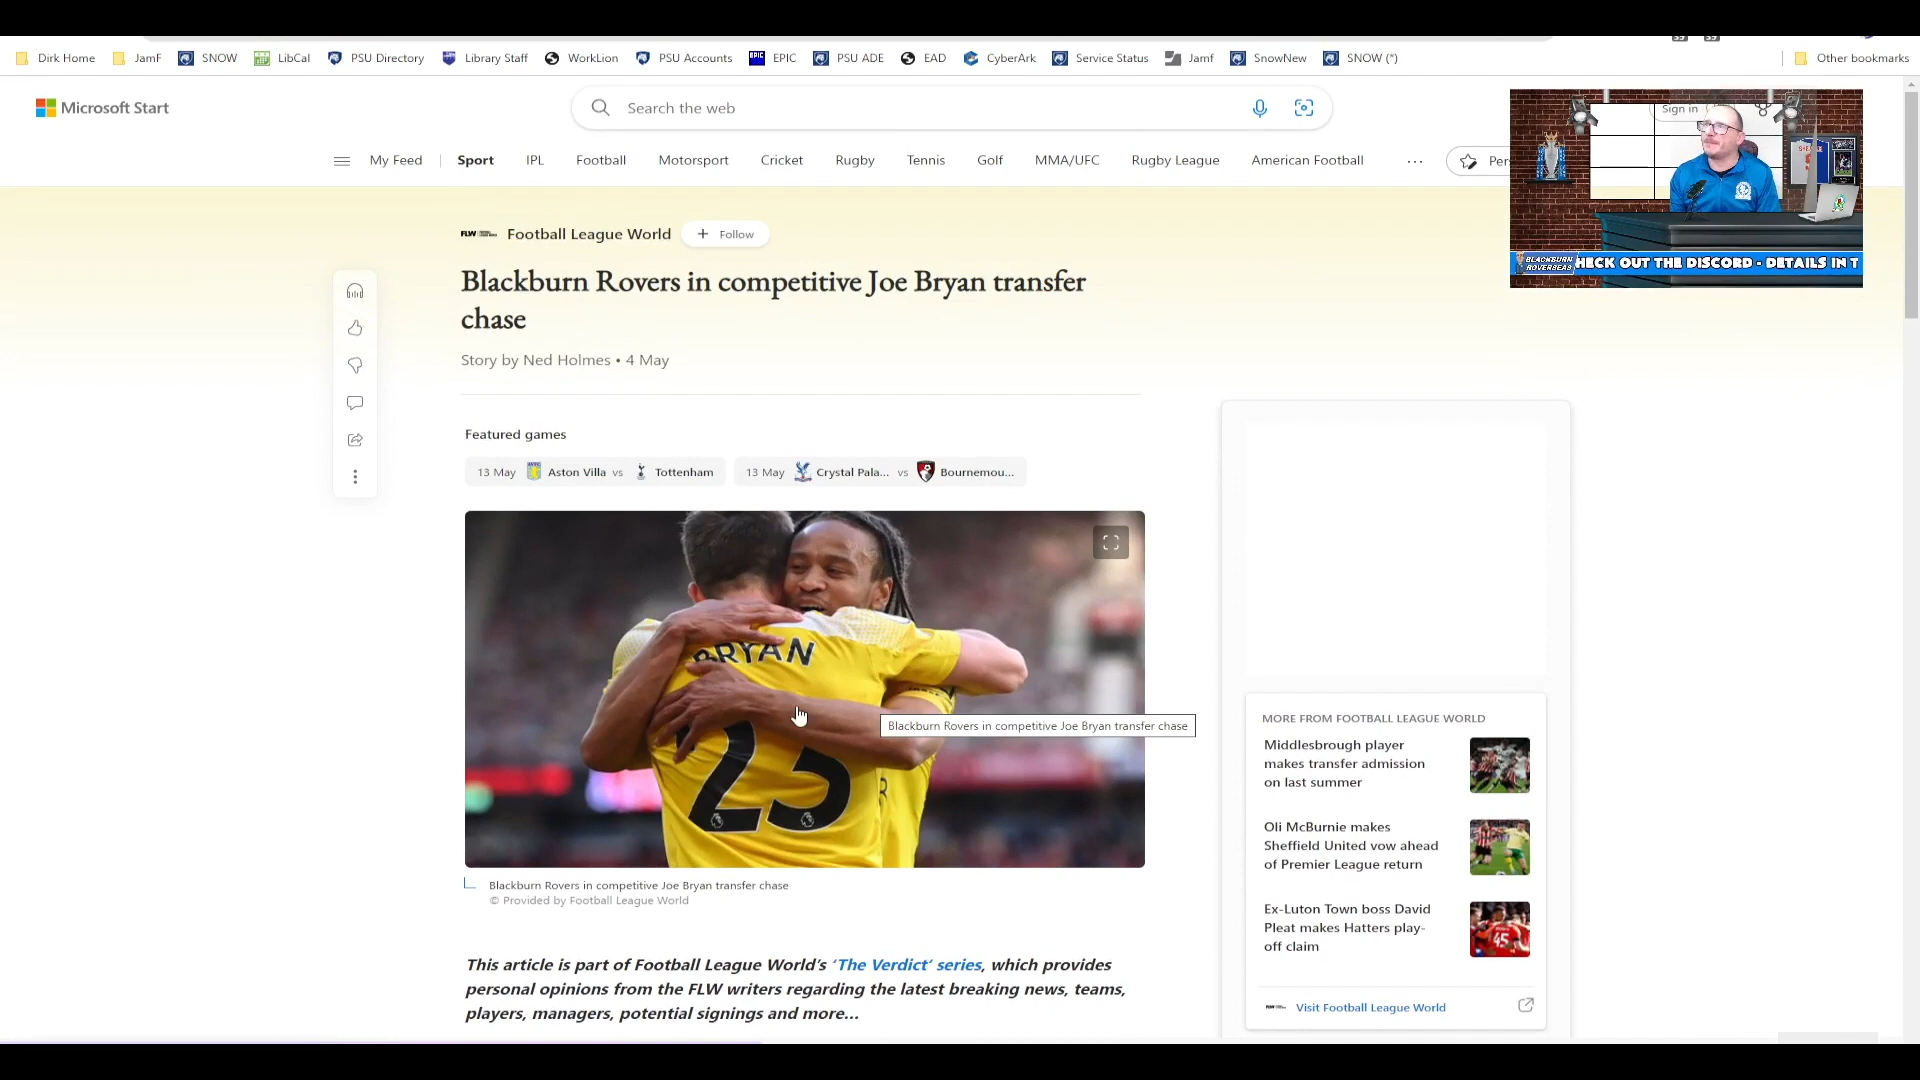 Dirk Home JamF SNOW LibCal PSU Directory Library Staff WorkLion PSU Accounts EPIC PSU ADE EAD CyberArk Service Status Jamf SnowNew SNOW (*) Other bookmarks
Microsoft Start
Search the web
Sign in
My Feed Sport IPL Football Motorsport Cricket Rugby Tennis Golf MMA/UFC Rugby League American Football ... Pers
FLW Football League World + Follow
BLACKBURN ROVERSEAS
HECK OUT THE DISCORD - DETAILS IN T
Blackburn Rovers in competitive Joe Bryan transfer
chase
Story by Ned Holmes • 4 May
Featured games
13 May Aston Villa vs Tottenham 13 May Crystal Pala... vs Bournemou...
BRYAN
23
Blackburn Rovers in competitive Joe Bryan transfer chase
Blackburn Rovers in competitive Joe Bryan transfer chase
© Provided by Football League World
This article is part of Football League World's ‘The Verdict’ series, which provides
personal opinions from the FLW writers regarding the latest breaking news, teams,
players, managers, potential signings and more...
MORE FROM FOOTBALL LEAGUE WORLD
Middlesbrough player
makes transfer admission
on last summer
Oli McBurnie makes
Sheffield United vow ahead
of Premier League return
Ex-Luton Town boss David
Pleat makes Hatters play-
off claim
45
Visit Football League World